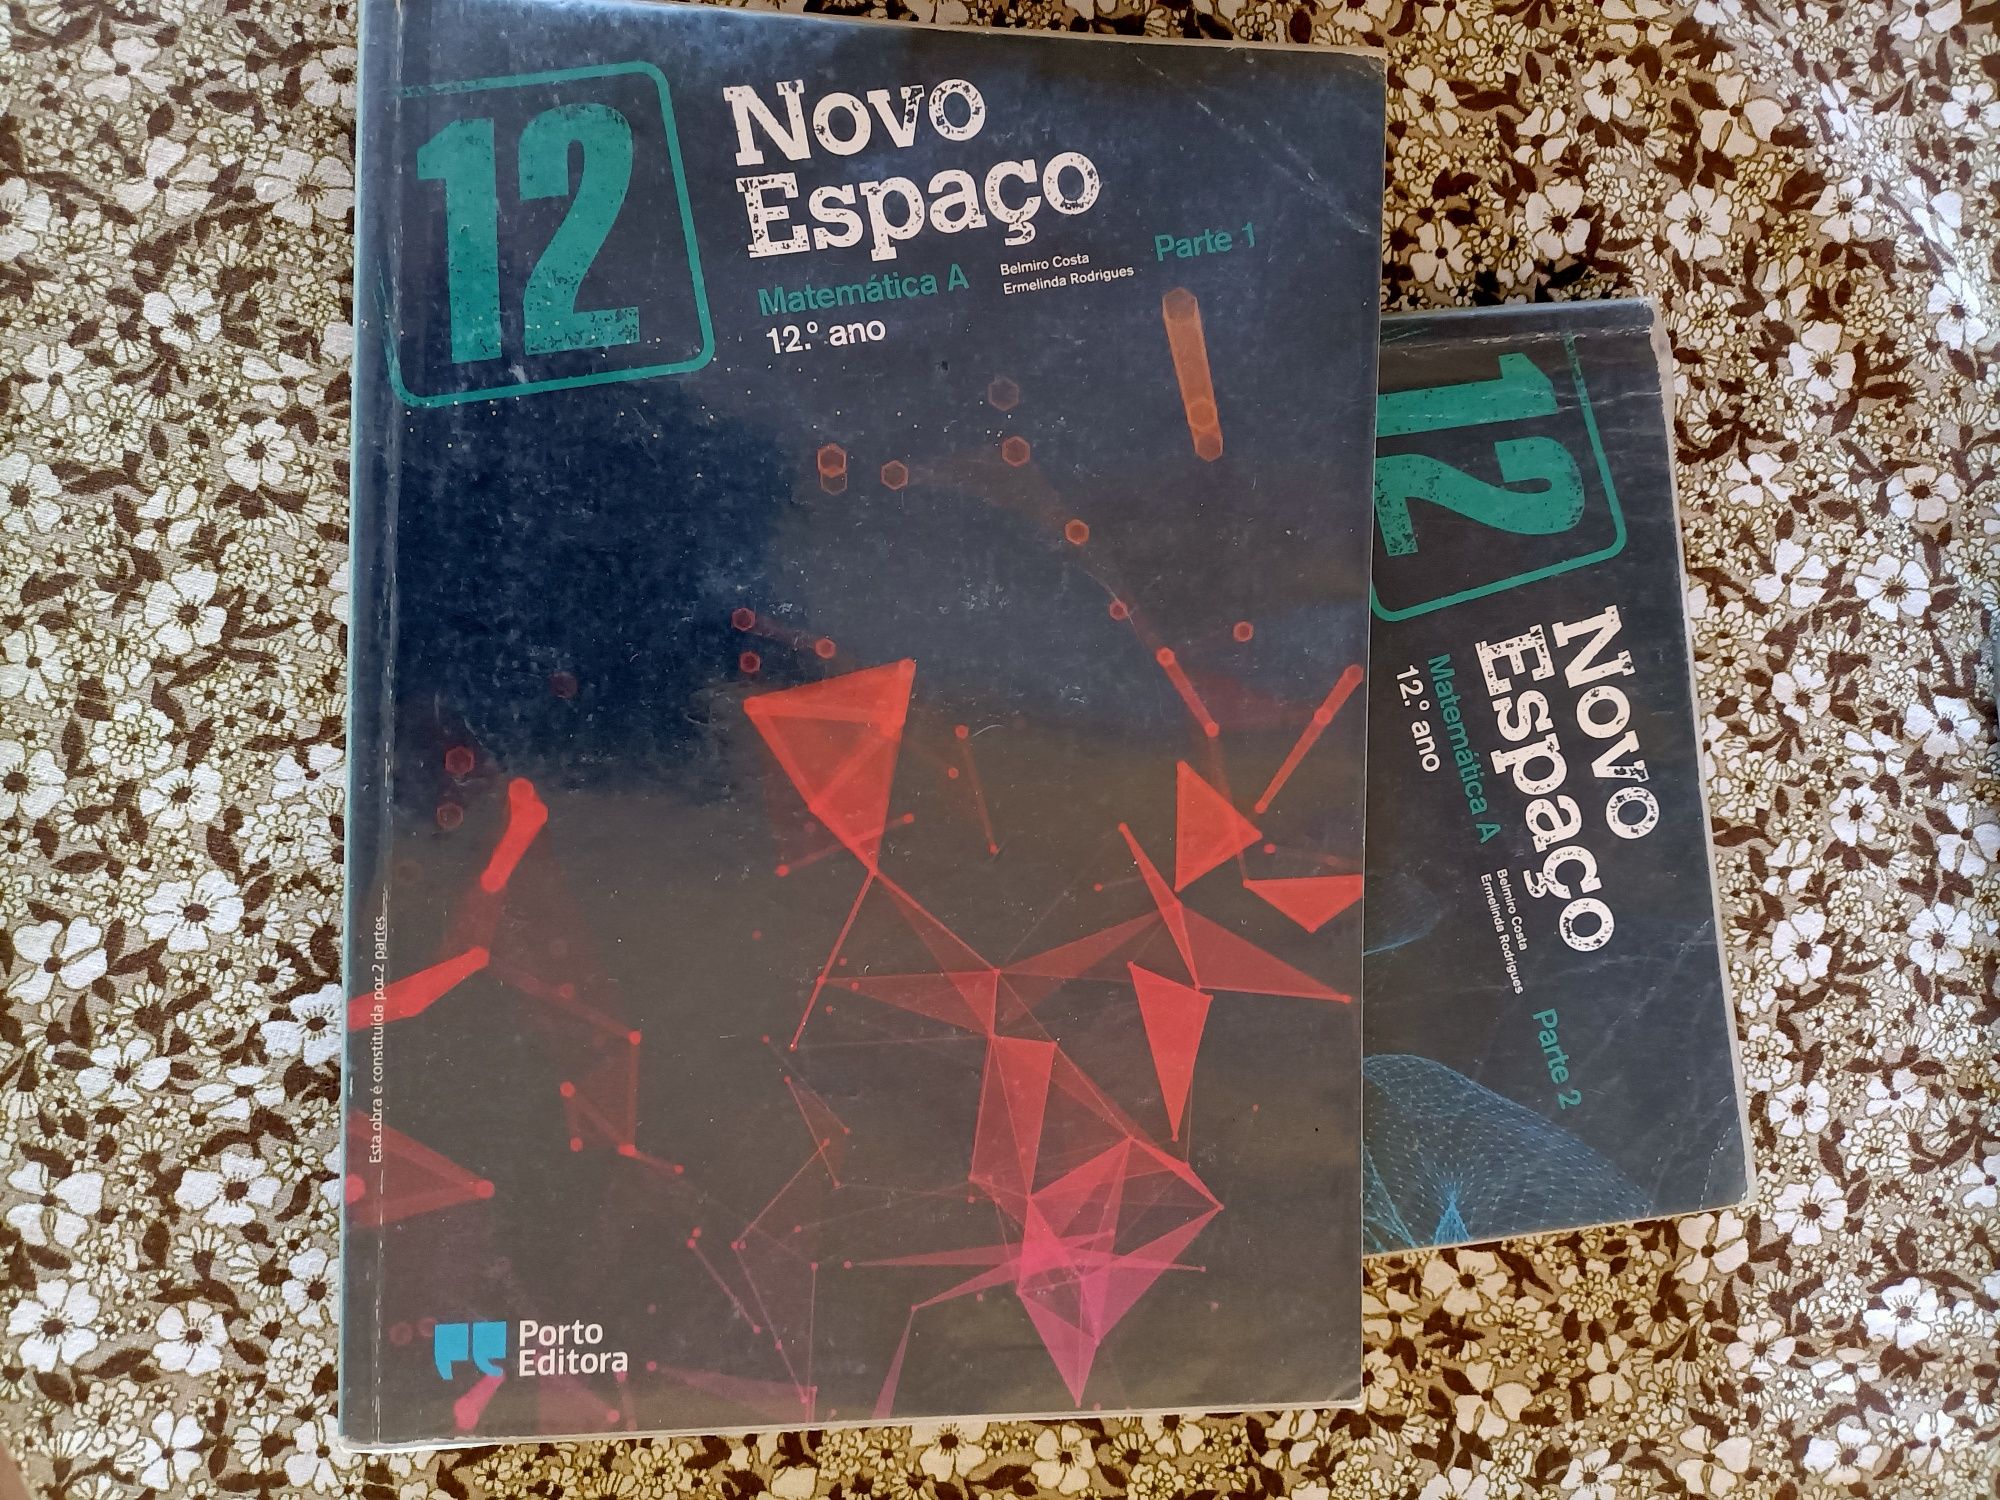 12
Novo
Espaço
Matemática A
12.º ano
Belmiro Costa
Ermelinda Rodrigues
Parte 1
Esta obra é constituída por 2 partes
Porto
Editora
12
Novo
Espaço
Matemática A
12.º ano
Belmiro Costa
Ermelinda Rodrigues
Parte 2